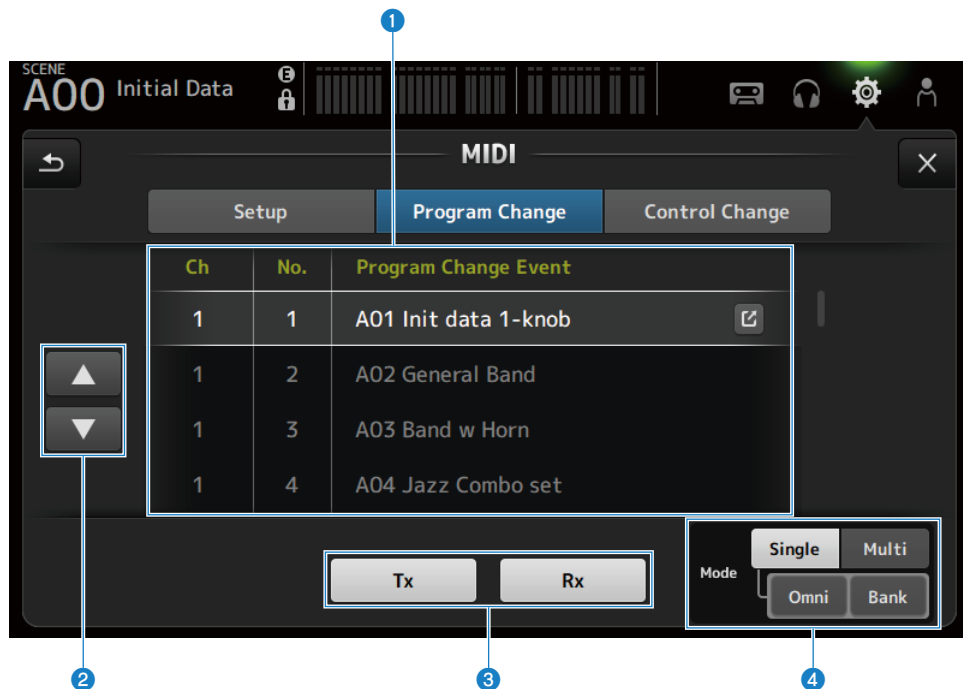 1
SCENE
A00 Initial Data
E
MIDI
Setup Program Change Control Change
Ch No. Program Change Event
1 1 A01 Init data 1-knob
1 2 A02 General Band
1 3 A03 Band w Horn
1 4 A04 Jazz Combo set
Tx Rx
Mode
Single Multi
Omni Bank
2 3 4